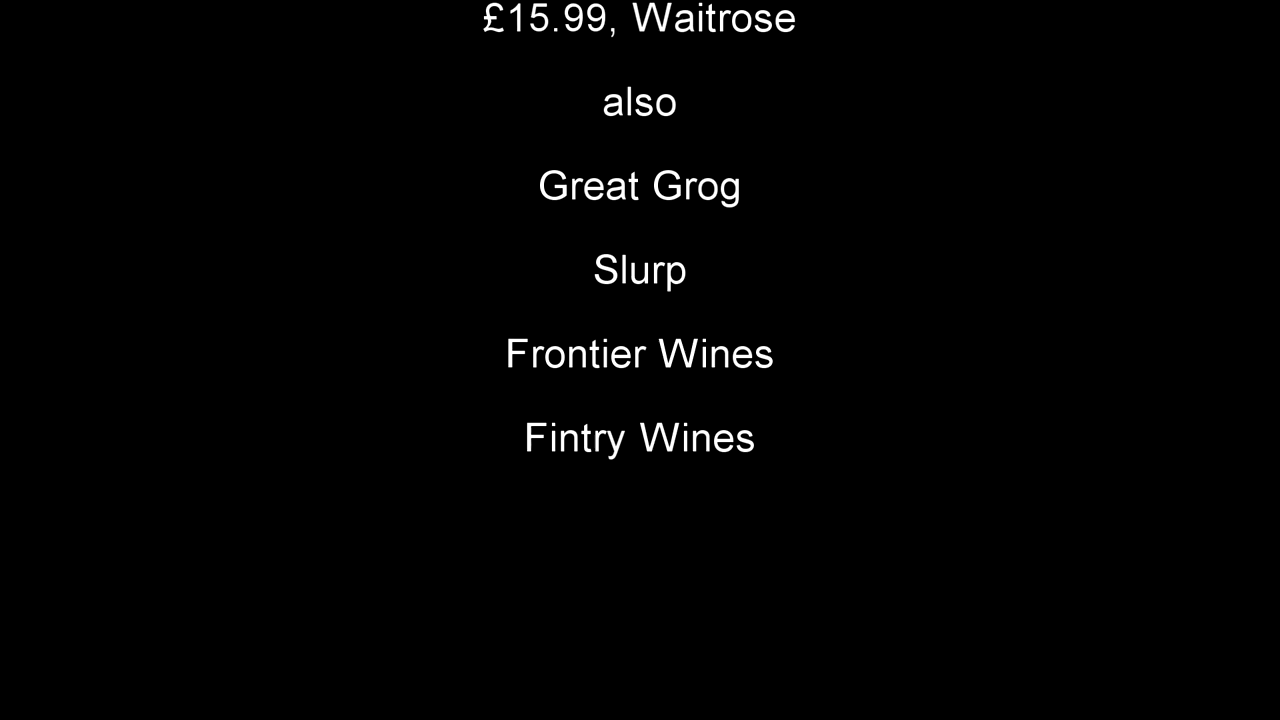 £15.99, Waitrose
also
Great Grog
Slurp
Frontier Wines
Fintry Wines